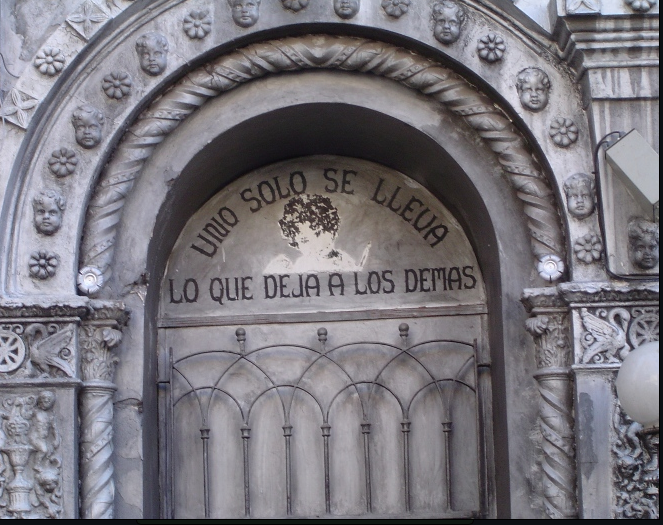 UNO SOLO SE LLEVA
LO QUE DEJA A LOS DEMAS